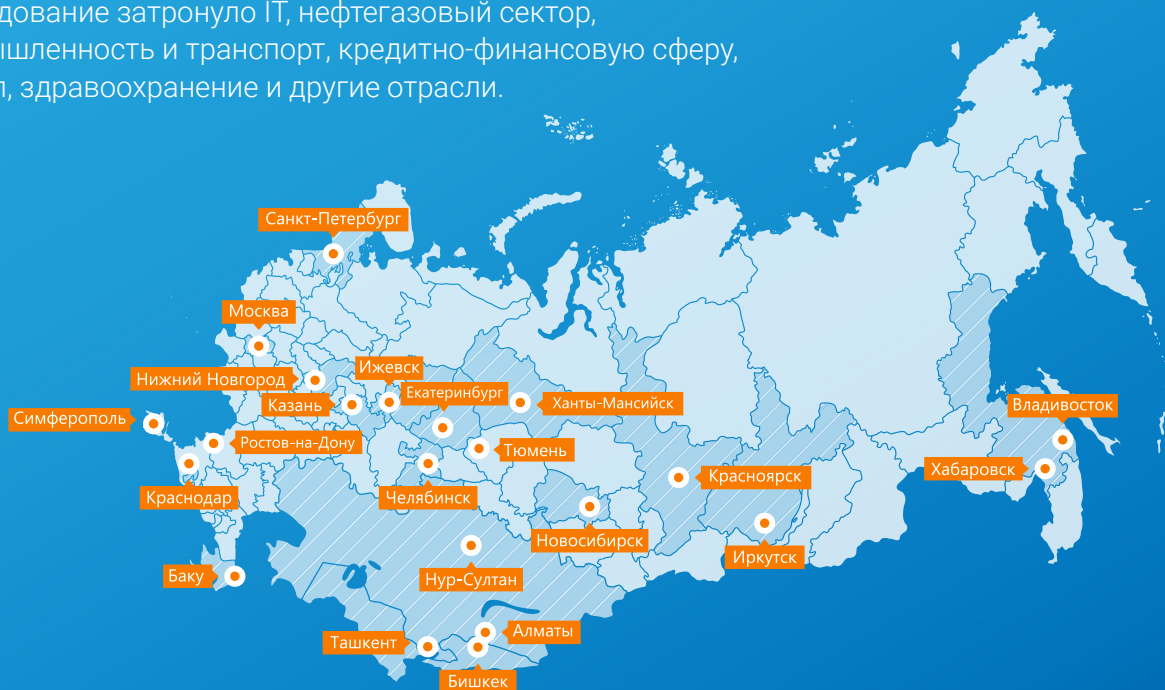 дование затронуло IT, нефтегазовый сектор,
шленность и транспорт, кредитно-финансовую сферу,
л, здравоохранение и другие отрасли.
Санкт-Петербург
Москва
Ижевск
Нижний Новгород
Екатеринбург
Казань
Ханты-Мансийск
Владивосток
Симферополь
Ростов-на-Дону
Тюмень
Хабаровск
Красноярск
Краснодар
Челябинск
Новосибирск
Иркутск
Баку
Нур-Султан
Алматы
Ташкент
Бишкек